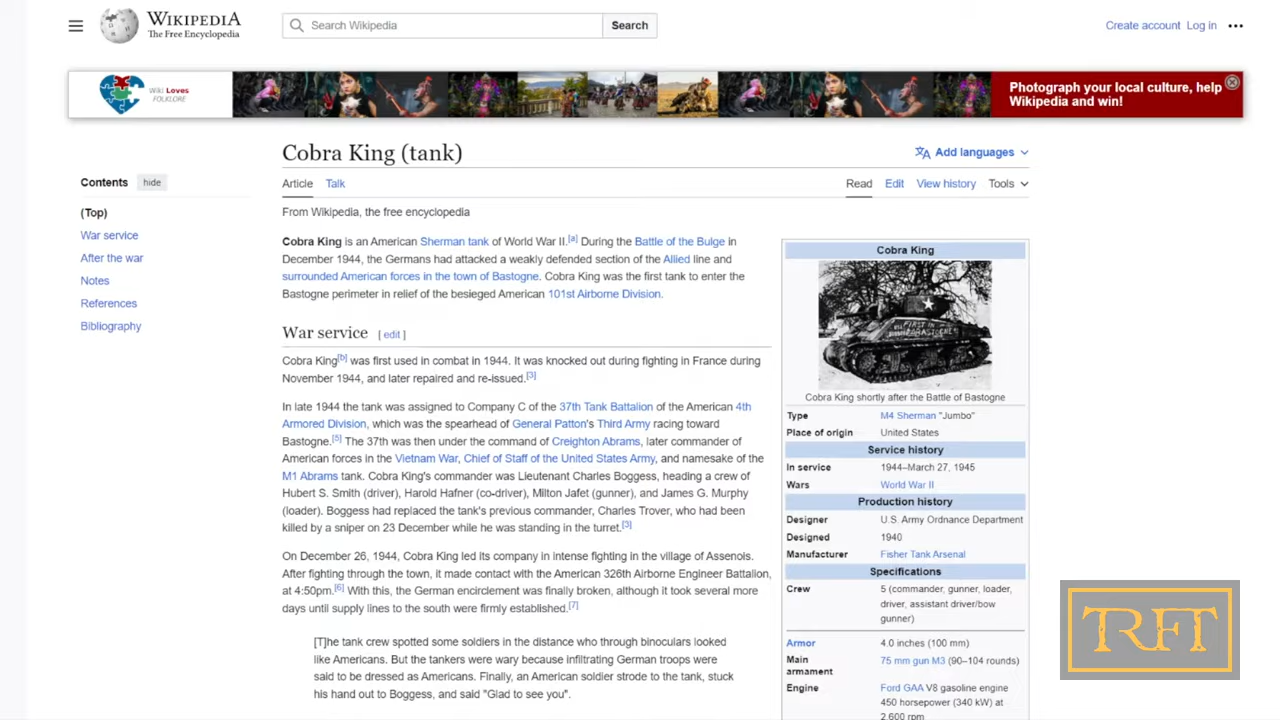 WIKIPEDIA
The Free Encyclopedia
Search Wikipedia
Search
Create account Log in
Wiki Loves
FOLKLORE
Photograph your local culture, help
Wikipedia and win!
Cobra King (tank)
Add languages
Contents hide
Article Talk
Read Edit View history Tools
(Top)
War service
After the war
Notes
References
Bibliography
From Wikipedia, the free encyclopedia
Cobra King is an American Sherman tank of World War II.[a] During the Battle of the Bulge in
December 1944, the Germans had attacked a weakly defended section of the Allied line and
surrounded American forces in the town of Bastogne. Cobra King was the first tank to enter the
Bastogne perimeter in relief of the besieged American 101st Airborne Division.
War service [ edit ]
Cobra King[b] was first used in combat in 1944. It was knocked out during fighting in France during
November 1944, and later repaired and re-issued.[3]
In late 1944 the tank was assigned to Company C of the 37th Tank Battalion of the American 4th
Armored Division, which was the spearhead of General Patton's Third Army racing toward
Bastogne.[5] The 37th was then under the command of Creighton Abrams, later commander of
American forces in the Vietnam War, Chief of Staff of the United States Army, and namesake of the
M1 Abrams tank. Cobra King's commander was Lieutenant Charles Boggess, heading a crew of
Hubert S. Smith (driver), Harold Hafner (co-driver), Milton Jafet (gunner), and James G. Murphy
(loader). Boggess had replaced the tank's previous commander, Charles Trover, who had been
killed by a sniper on 23 December while he was standing in the turret.[3]
On December 26, 1944, Cobra King led its company in intense fighting in the village of Assenois.
After fighting through the town, it made contact with the American 326th Airborne Engineer Battalion,
at 4:50pm.[6] With this, the German encirclement was finally broken, although it took several more
days until supply lines to the south were firmly established.[7]
[T]he tank crew spotted some soldiers in the distance who through binoculars looked
like Americans. But the tankers were wary because infiltrating German troops were
said to be dressed as Americans. Finally, an American soldier strode to the tank, stuck
his hand out to Boggess, and said "Glad to see you".
Cobra King
FIRST IN
BASTOGNE
Cobra King shortly after the Battle of Bastogne
Type M4 Sherman "Jumbo"
Place of origin United States
Service history
In service 1944–March 27, 1945
Wars World War II
Production history
Designer U.S. Army Ordnance Department
Designed 1940
Manufacturer Fisher Tank Arsenal
Specifications
Crew 5 (commander, gunner, loader,
driver, assistant driver/bow
gunner)
Armor 4.0 inches (100 mm)
Main 75 mm gun M3 (90–104 rounds)
armament
Engine Ford GAA V8 gasoline engine
450 horsepower (340 kW) at
2,600 rpm
TRFT